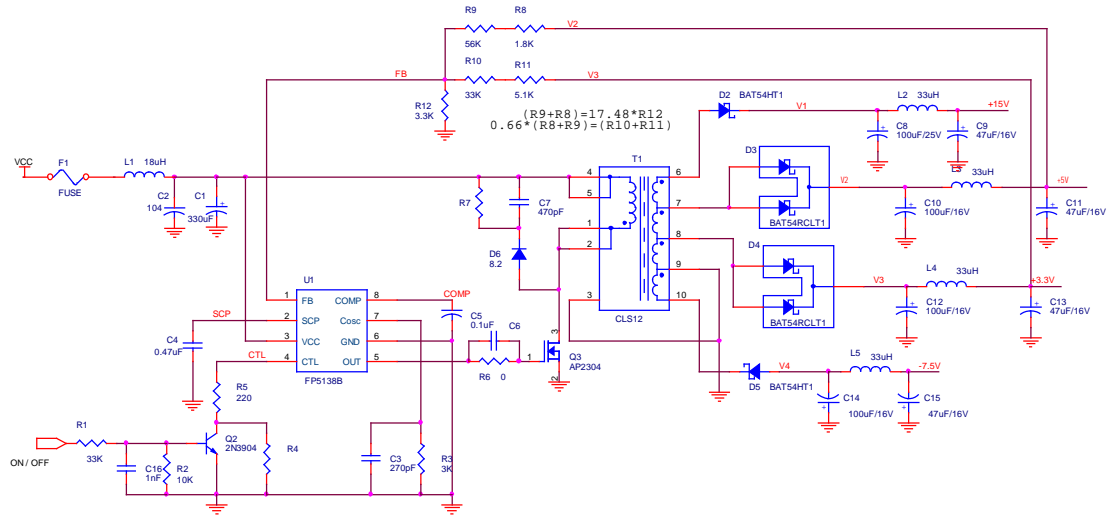 R9
R8
V2
56K
1.8K
R10
R11
V3
FB
33K
5.1K
R12
3.3K
(R9+R8)=17.48*R12
0.66*(R8+R9)=(R10+R11)
D2
BAT54HT1
V1
L2
33uH
+15V
C8
100uF/25V
C9
47uF/16V
VCC
F1
FUSE
L1
18uH
C2
104
C1
330uF
R7
C7
470pF
D6
8.2
T1
4
5
1
2
3
6
7
8
9
10
CLS12
D3
BAT54RCLT1
V2
33uH
+5V
C10
100uF/16V
C11
47uF/16V
D4
BAT54RCLT1
V3
L4
33uH
+3.3V
C12
100uF/16V
C13
47uF/16V
U1
1
FB
COMP
8
COMP
2
SCP
Cosc
7
3
VCC
GND
6
4
CTL
OUT
5
FP5138B
SCP
C4
0.47uF
CTL
C5
0.1uF
C6
R6
0
1
3
2
Q3
AP2304
D5
BAT54HT1
V4
L5
33uH
-7.5V
C14
100uF/16V
C15
47uF/16V
R5
220
Q2
2N3904
R4
R1
33K
ON / OFF
C16
1nF
R2
10K
C3
270pF
R3
3K